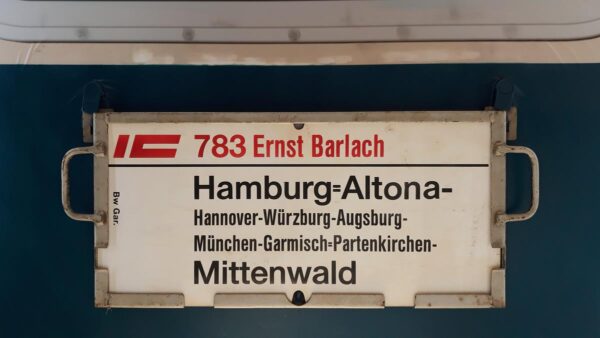 IC 783 Ernst Barlach
Hamburg=Altona-
Hannover-Würzburg-Augsburg-
München-Garmisch=Partenkirchen-
Mittenwald
Bw Gar.